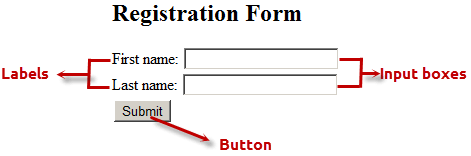 Registration Form
First name:
Labels
Input boxes
Last name:
Submit
Button